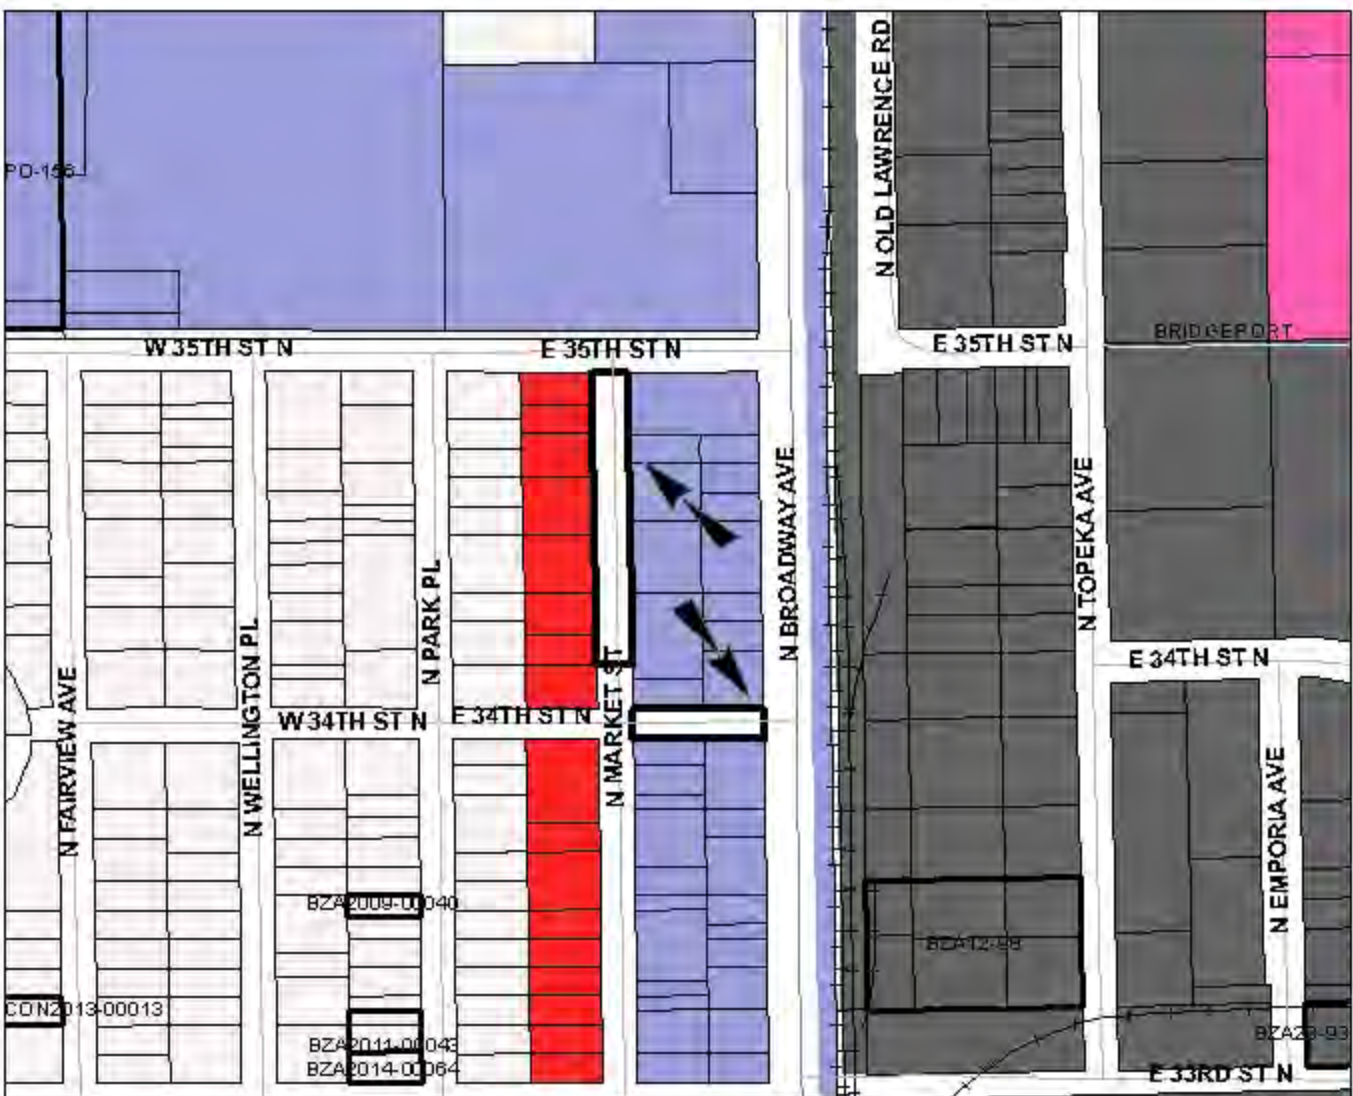 N OLD LAWRENCE RD
PO-156
BRIDGEPORT
W 35TH ST N
E 35TH ST N
E 35TH ST N
N BROADWAY AVE
N TOPEKA AVE
N PARK PL
N WELLINGTON PL
N FAIRVIEW AVE
N MARKET ST
E 34TH ST N
W 34TH ST N
E 34TH ST N
N EMPORIA AVE
BZA2009-00040
BZA12-98
CON2013-00013
BZA2011-00043
BZA2014-00064
E 33RD ST N